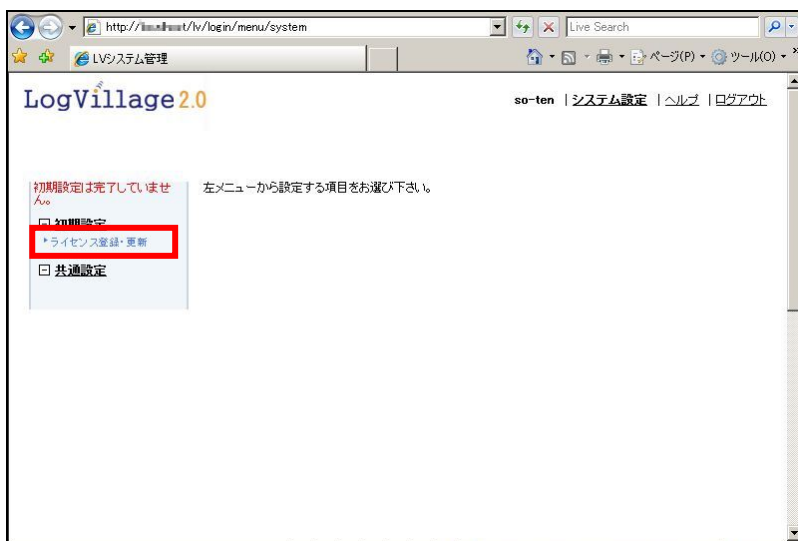 http:// /lv/login/menu/system
Live Search
LVシステム管理
ページ(P)
ツール(O)
LogVillage 2.0
so-ten | システム設定 | ヘルプ | ログアウト
初期設定は完了していませ
ん。
左メニューから設定する項目をお選び下さい。
初期設定
ライセンス登録・更新
共通設定